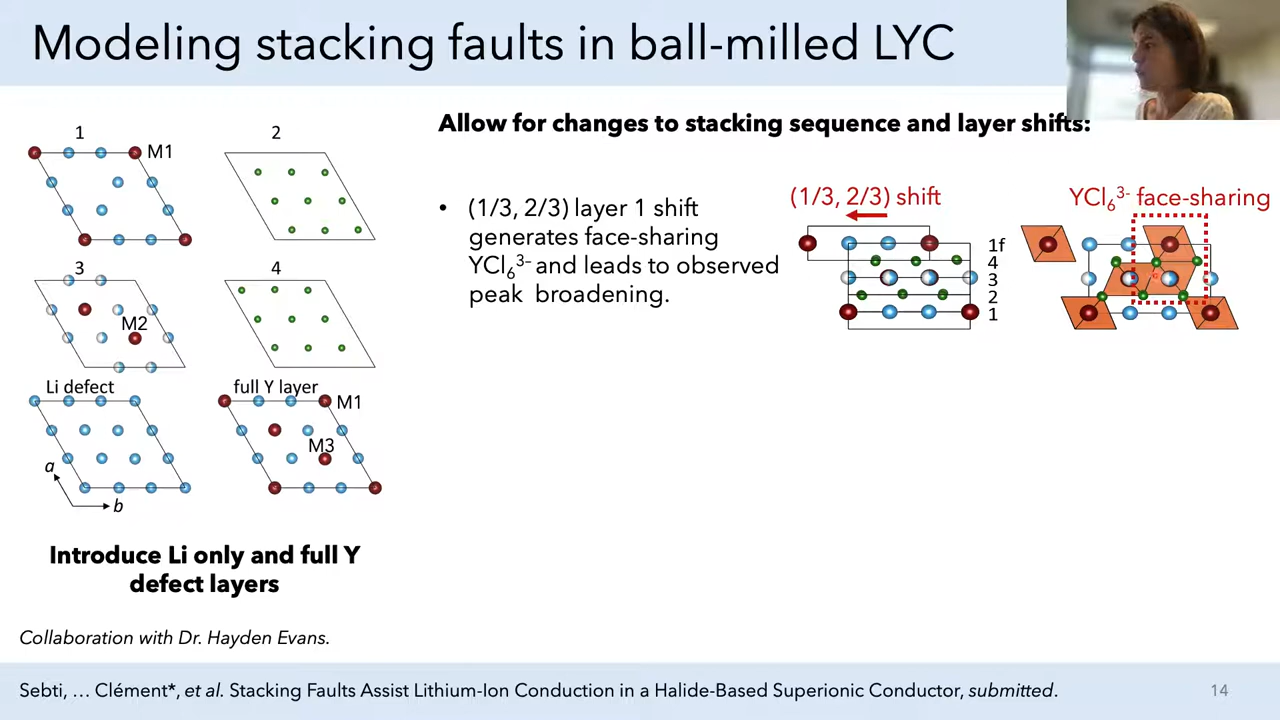 Modeling stacking faults in ball-milled LYC
1
M1
2
3
M2
4
Li defect
full Y layer
M1
M3
a
b
Introduce Li only and full Y
defect layers
Collaboration with Dr. Hayden Evans.
Allow for changes to stacking sequence and layer shifts:
• (1/3, 2/3) layer 1 shift
generates face-sharing
YCl₆³⁻ and leads to observed
peak broadening.
(1/3, 2/3) shift
1f
4
3
2
1
YCl₆³⁻ face-sharing
Sebti, … Clément*, et al. Stacking Faults Assist Lithium-Ion Conduction in a Halide-Based Superionic Conductor, submitted.
14